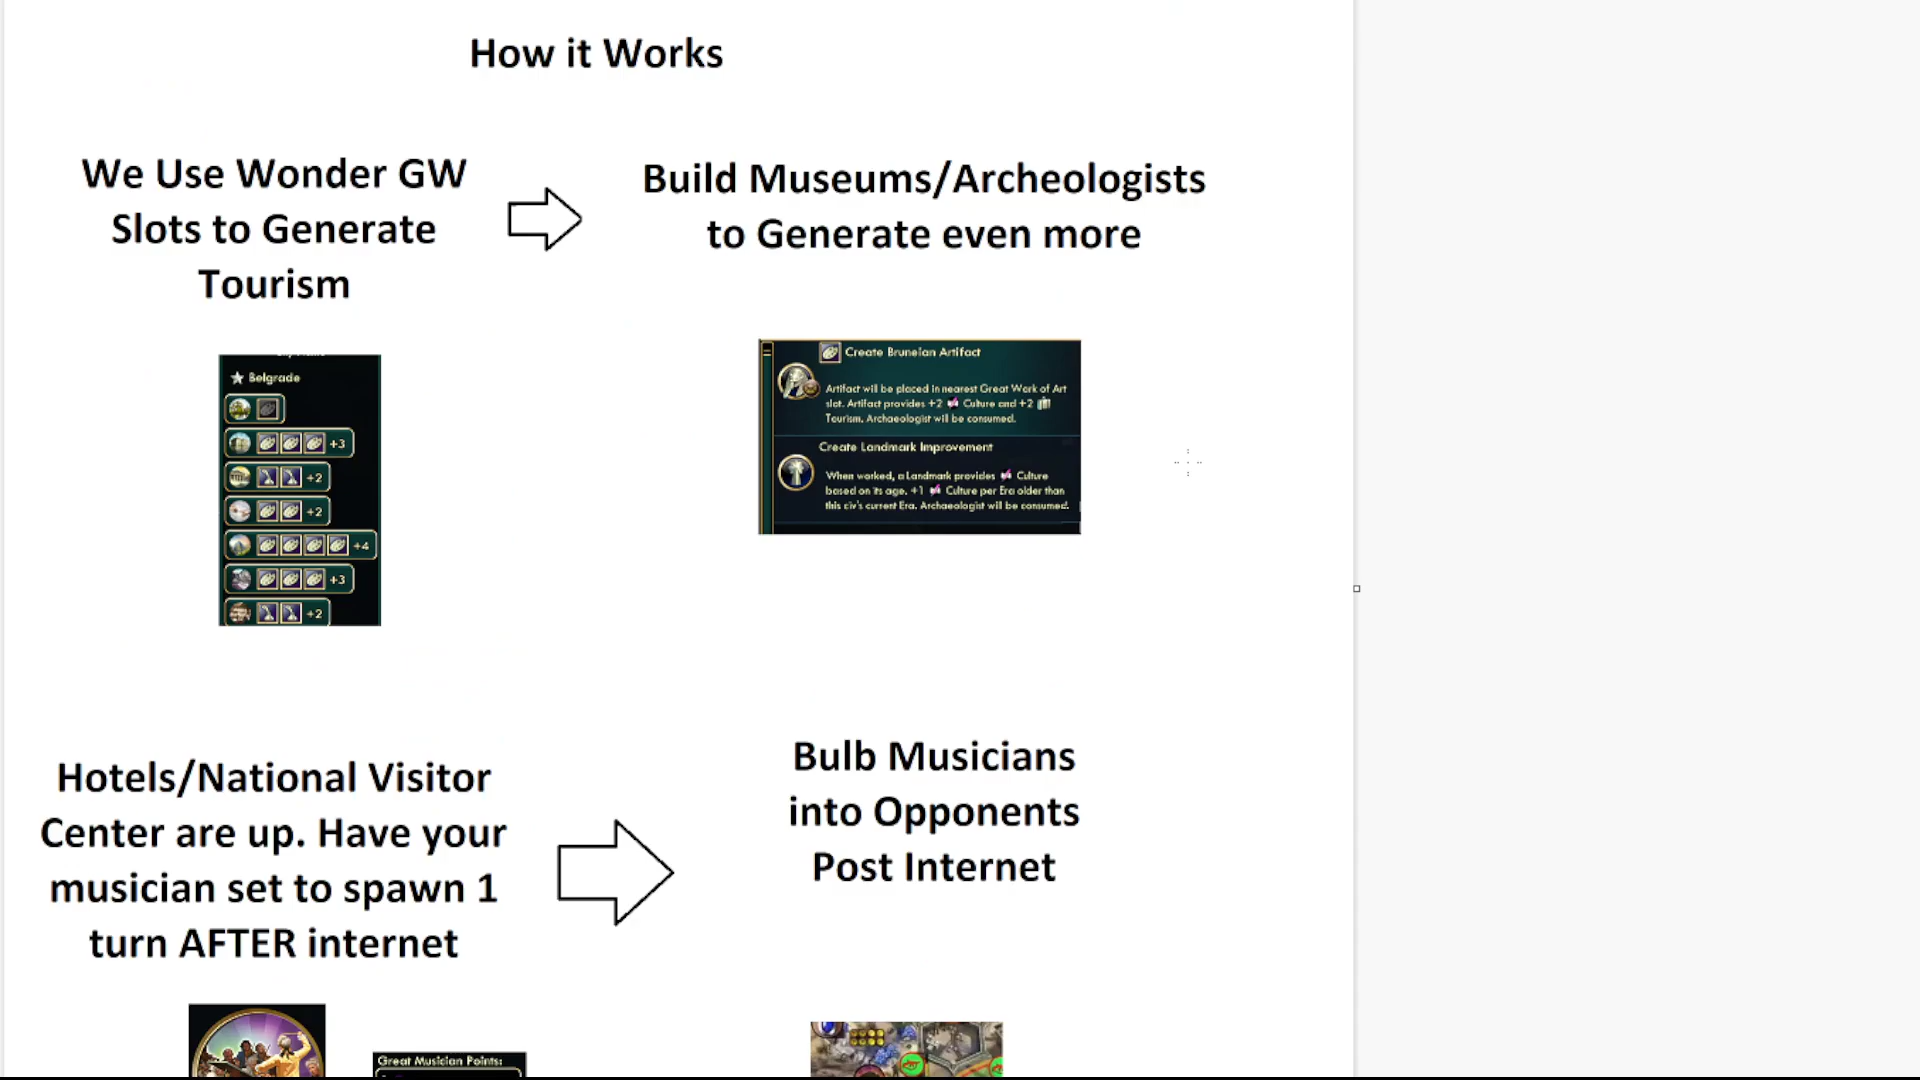 How it Works
We Use Wonder GW
Slots to Generate
Tourism
Build Museums/Archeologists
to Generate even more
Belgrade
+3
+2
+2
+4
+3
+2
Create Bruneian Artifact
Artifact will be placed in nearest Great Work of Art
slot. Artifact provides +2 Culture and +2
Tourism. Archaeologist will be consumed.
Create Landmark Improvement
When worked, a Landmark provides Culture
based on its age. +1 Culture per Era older than
this civ's current Era. Archaeologist will be consumed.
Hotels/National Visitor
Center are up. Have your
musician set to spawn 1
turn AFTER internet
Bulb Musicians
into Opponents
Post Internet
Great Musician Points: